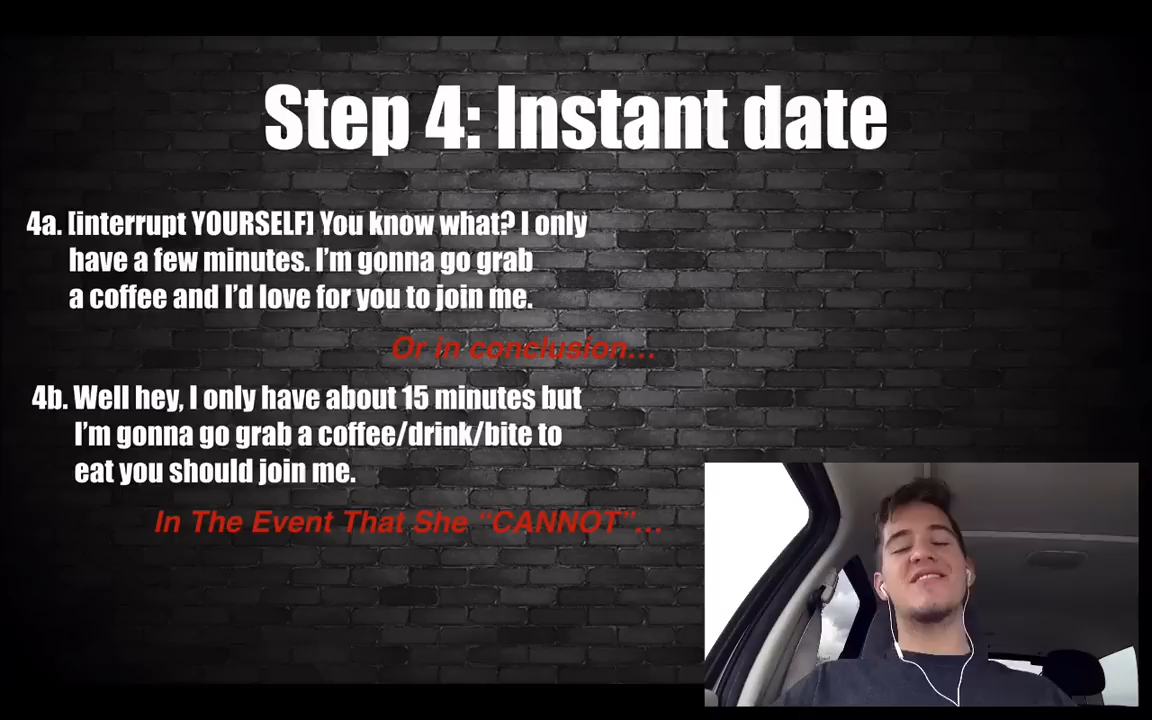 Step 4: Instant date
4a. [interrupt YOURSELF] You know what? I only
have a few minutes. I'm gonna go grab
a coffee and I'd love for you to join me.
Or in conclusion...
4b. Well hey, I only have about 15 minutes but
I'm gonna go grab a coffee/drink/bite to
eat you should join me.
In The Event That She "CANNOT"...